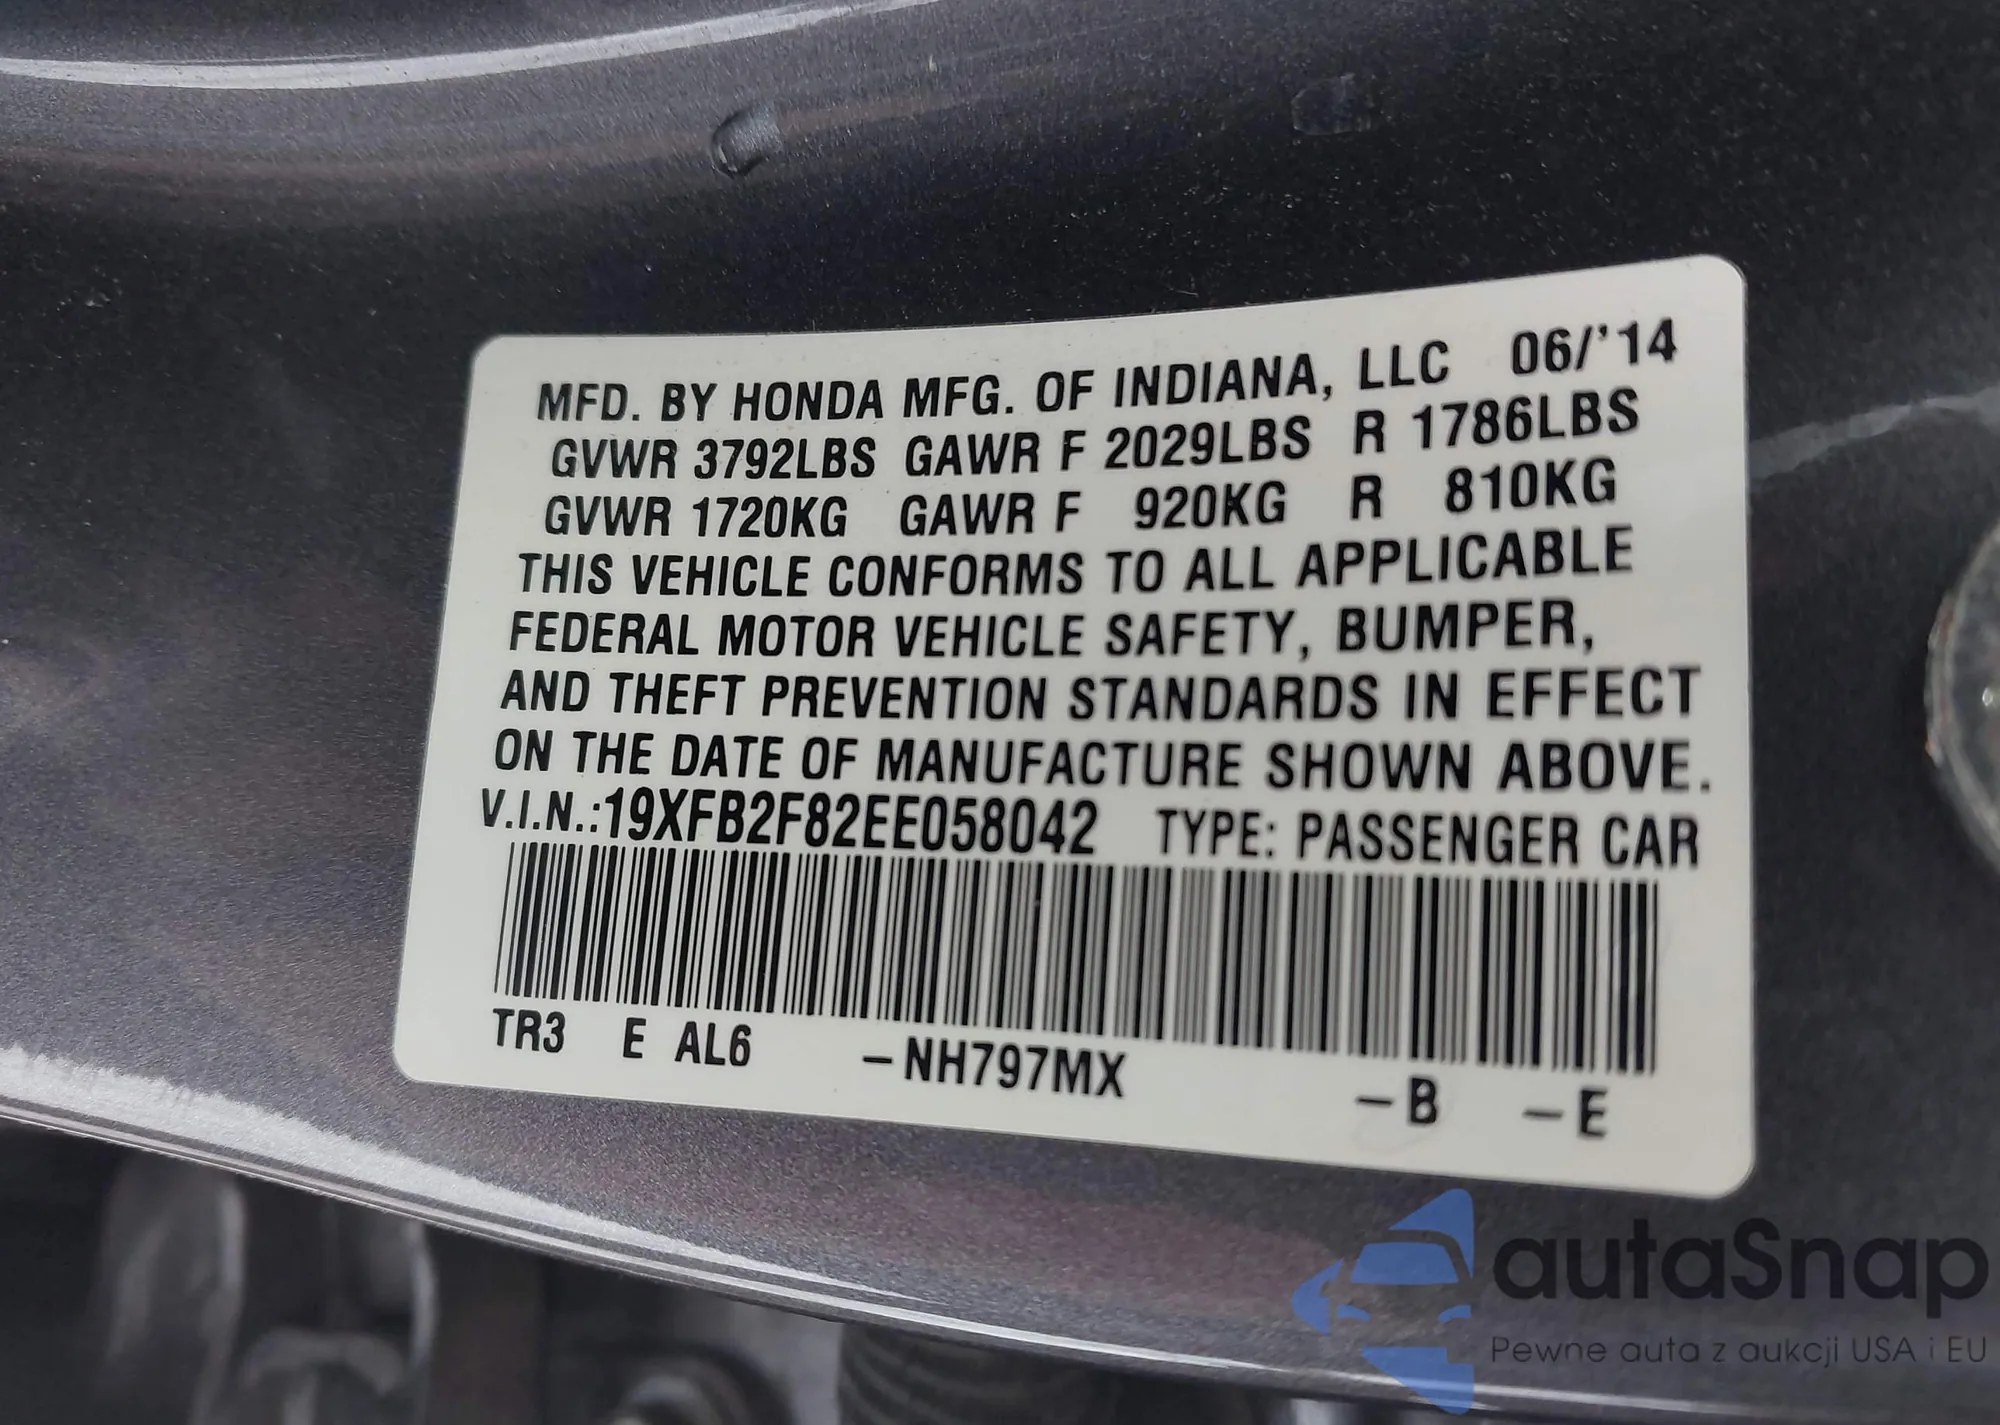 MFD. BY HONDA MFG. OF INDIANA, LLC 06/'14
GVWR 3792LBS GAWR F 2029LBS R 1786LBS
GVWR 1720KG GAWR F 920KG R 810KG
THIS VEHICLE CONFORMS TO ALL APPLICABLE
FEDERAL MOTOR VEHICLE SAFETY, BUMPER,
AND THEFT PREVENTION STANDARDS IN EFFECT
ON THE DATE OF MANUFACTURE SHOWN ABOVE.
V.I.N.:19XFB2F82EE058042 TYPE: PASSENGER CAR
TR3 E AL6 –NH797MX –B –E
autaSnap
Pewne auta z aukcji USA i EU